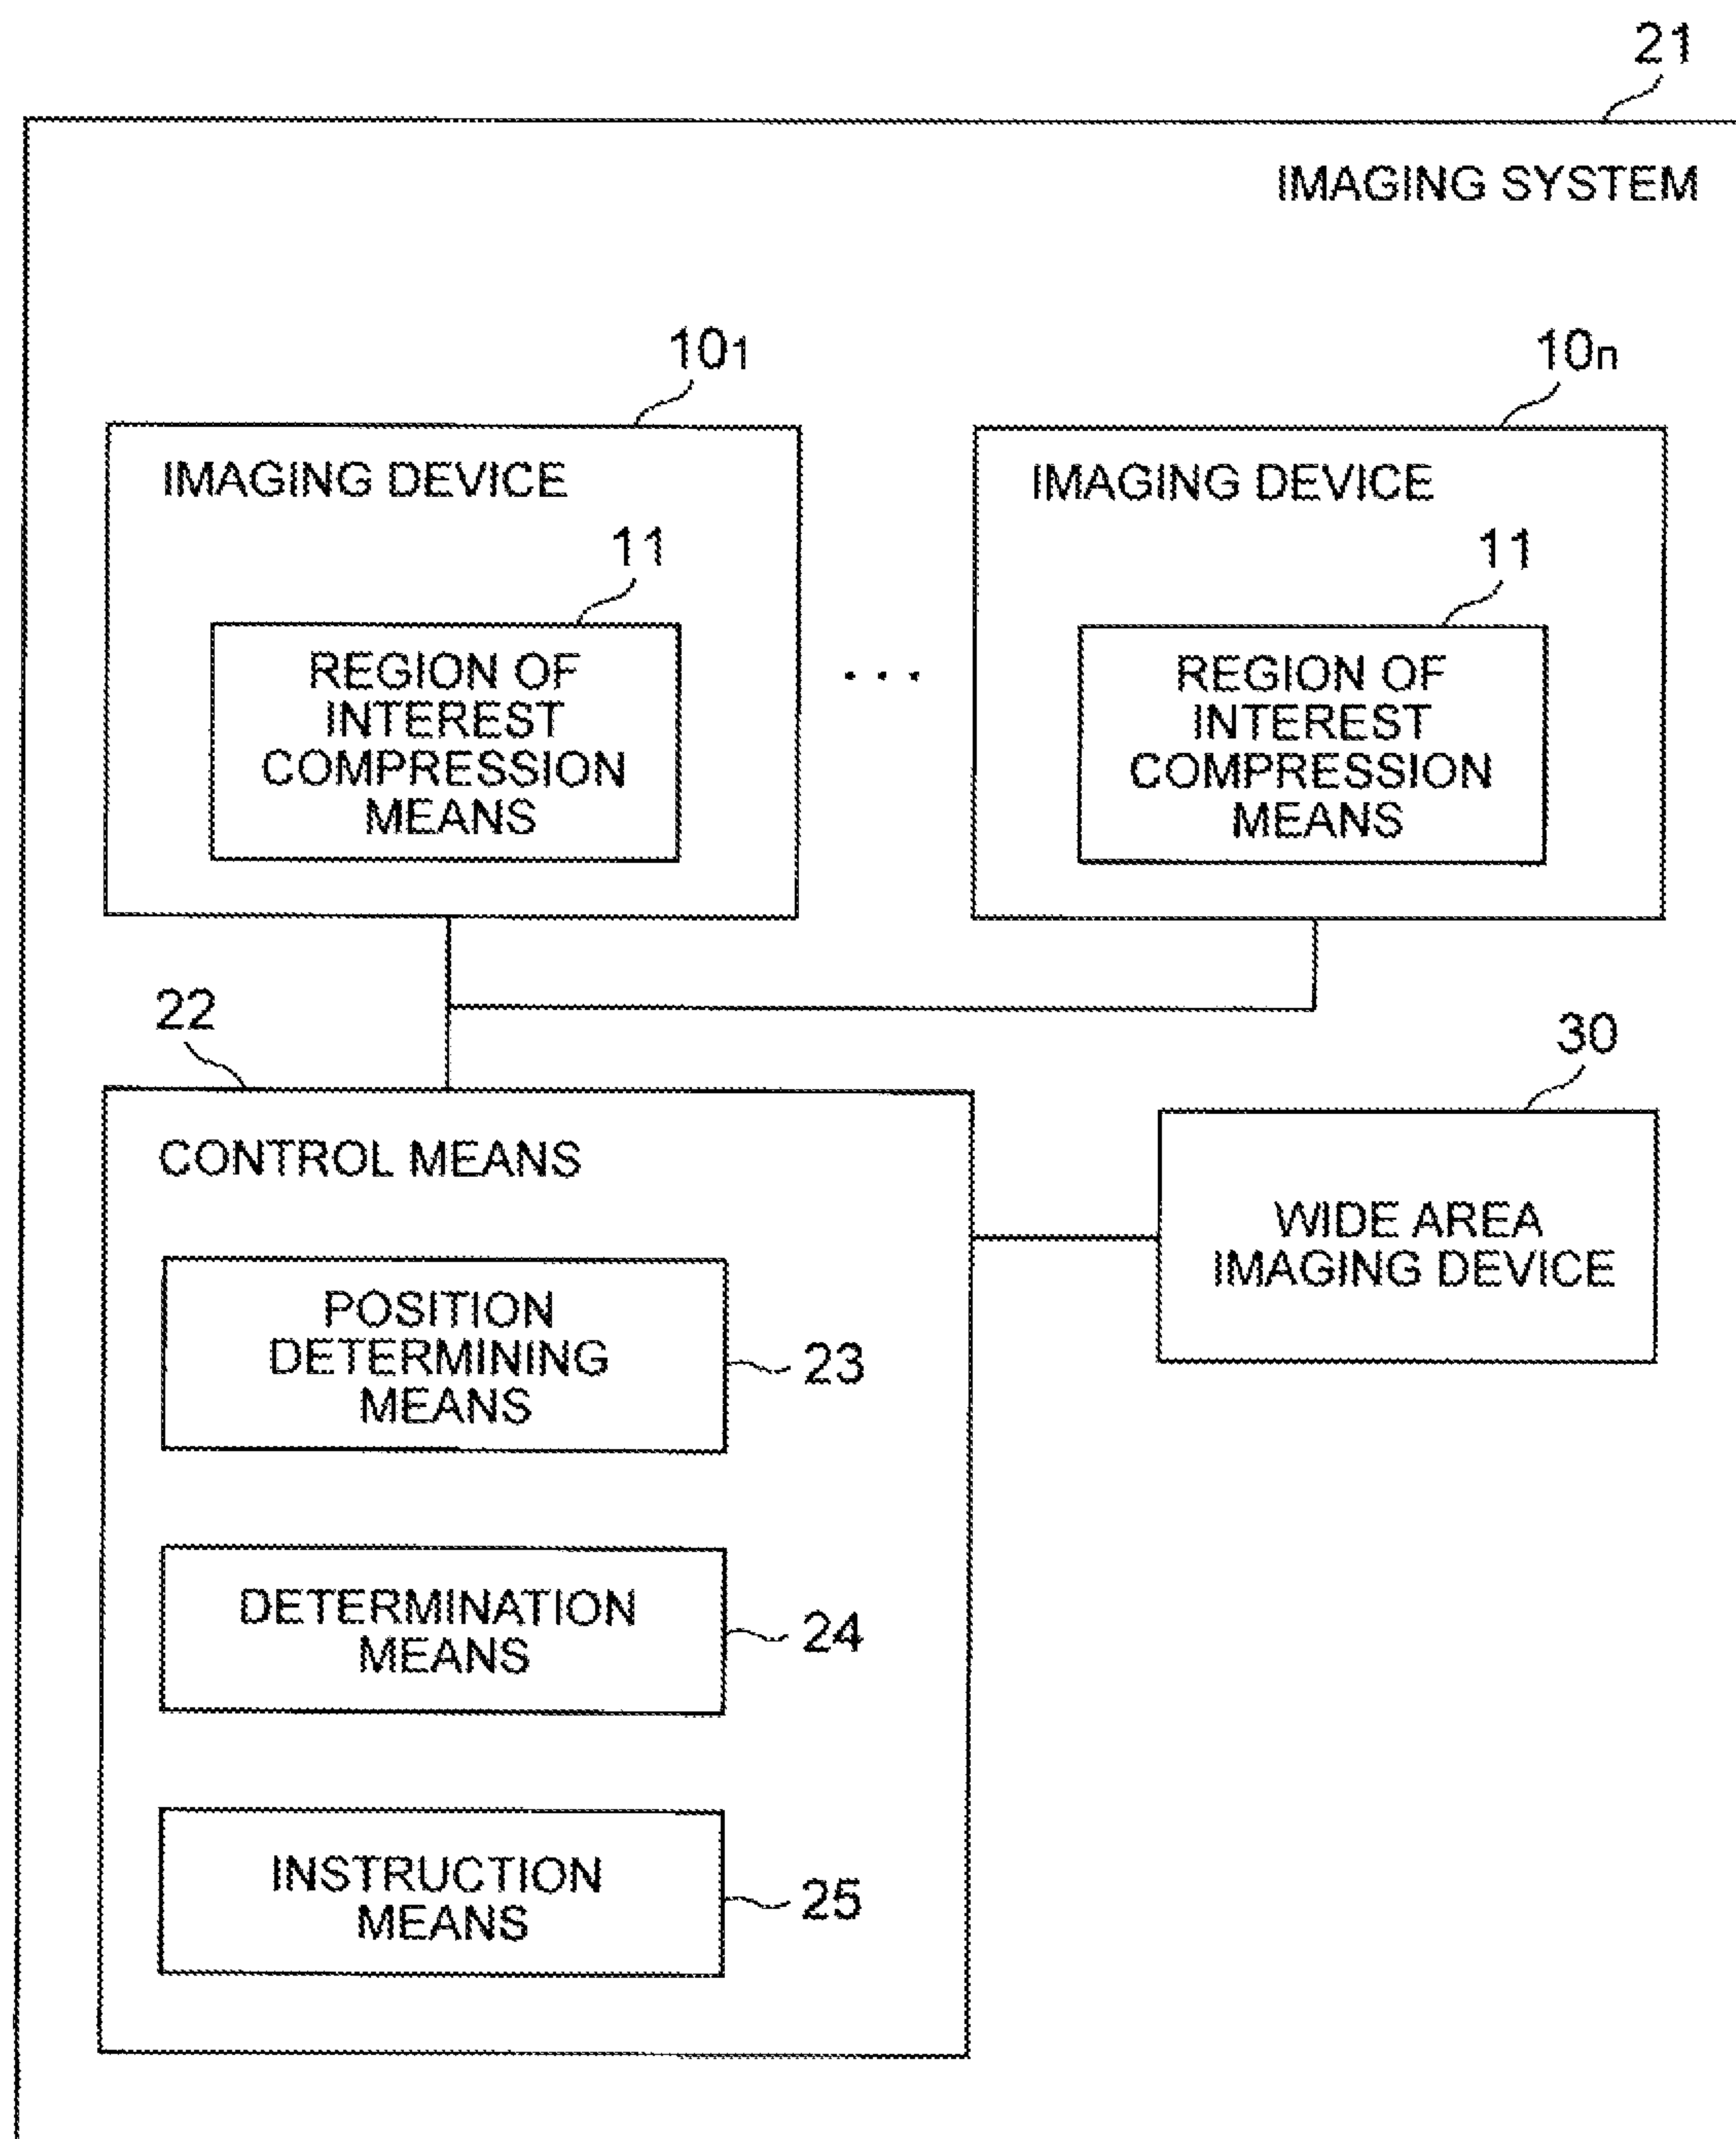 21
IMAGING SYSTEM
10₁
10ₙ
IMAGING DEVICE
IMAGING DEVICE
11
11
REGION OF
INTEREST
COMPRESSION
MEANS
. . .
REGION OF
INTEREST
COMPRESSION
MEANS
22
30
CONTROL MEANS
WIDE AREA
IMAGING DEVICE
POSITION
DETERMINING
MEANS
23
DETERMINATION
MEANS
24
INSTRUCTION
MEANS
25